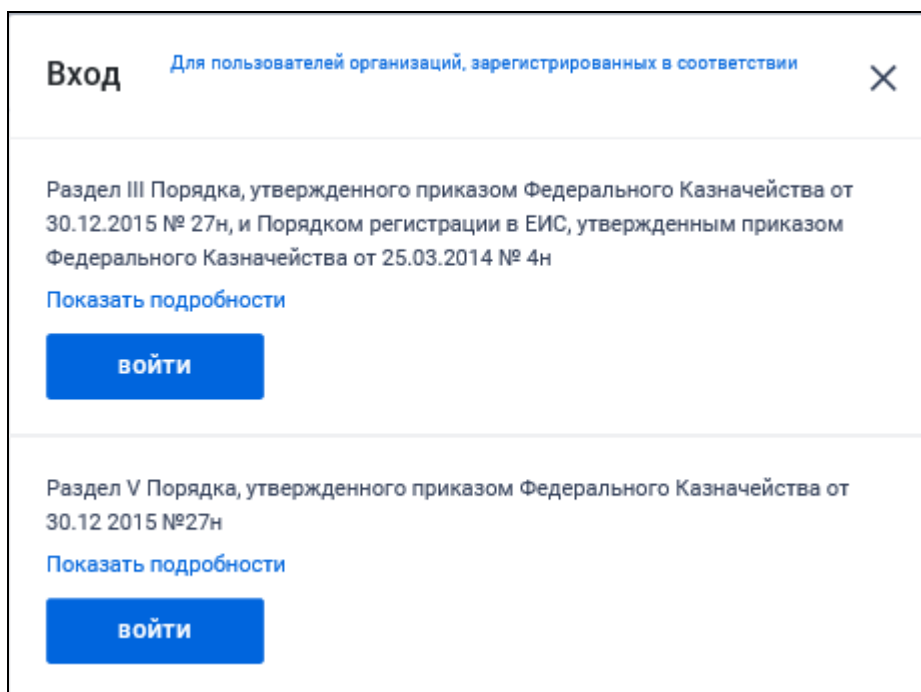 Вход
Для пользователей организаций, зарегистрированных в соответствии
Раздел III Порядка, утвержденного приказом Федерального Казначейства от
30.12.2015 № 27н, и Порядком регистрации в ЕИС, утвержденным приказом
Федерального Казначейства от 25.03.2014 № 4н
Показать подробности
ВОЙТИ
Раздел V Порядка, утвержденного приказом Федерального Казначейства от
30.12 2015 №27н
Показать подробности
ВОЙТИ